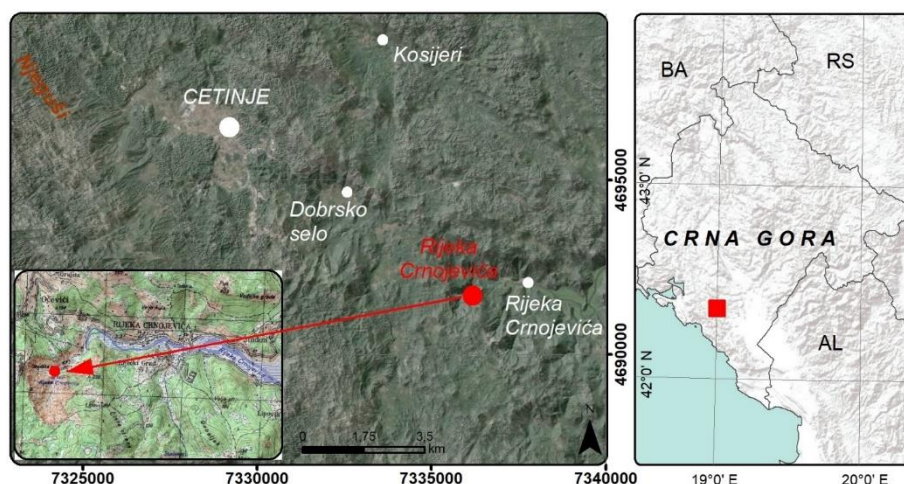 Njeguši
CETINJE
Kosijeri
Dobrsko
selo
Rijeka
Crnojevića
Rijeka
Crnojevića
RIJEKA CRNOJEVIĆA
N
0 1,75 3,5
km
4695000
4690000
7325000 7330000 7335000 7340000
BA
RS
CRNA GORA
AL
43°0' N
42°0' N
19°0' E 20°0' E